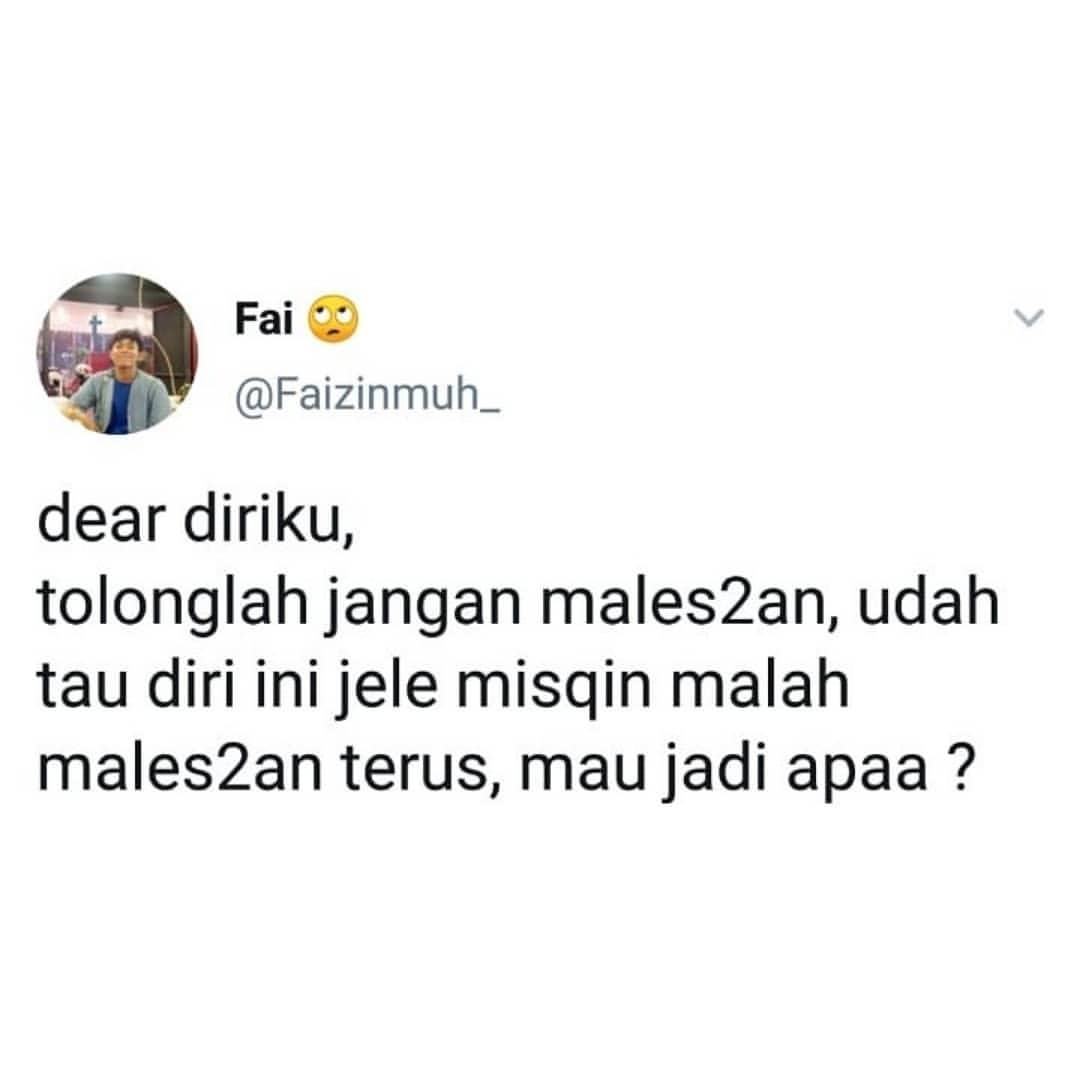 Fai 🙄
@Faizinmuh_
dear diriku,
tolonglah jangan males2an, udah
tau diri ini jele misqin malah
males2an terus, mau jadi apaa ?